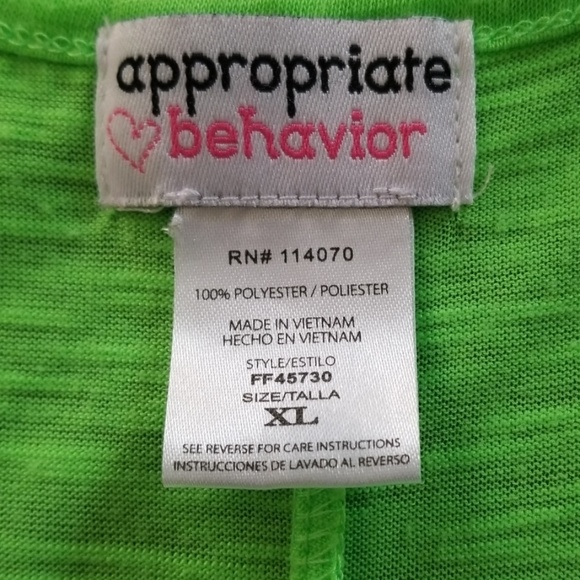 appropriate
behavior
RN# 114070
100% POLYESTER / POLIESTER
MADE IN VIETNAM
HECHO EN VIETNAM
STYLE/ESTILO
FF45730
SIZE/TALLA
XL
SEE REVERSE FOR CARE INSTRUCTIONS
INSTRUCCIONES DE LAVADO AL REVERSO